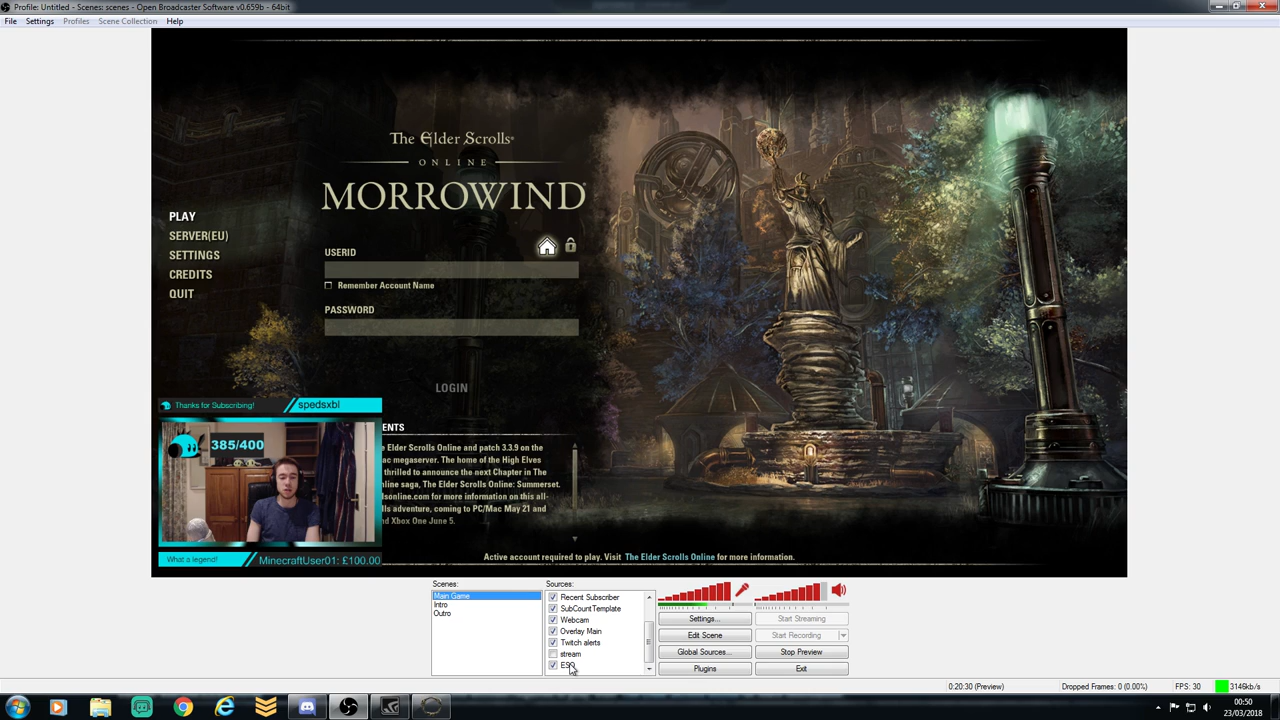 Profile: Untitled - Scenes: scenes - Open Broadcaster Software v0.659b - 64bit
File Settings Profiles Scene Collection Help
The Elder Scrolls
ONLINE
MORROWIND
PLAY
SERVER(EU)
SETTINGS
CREDITS
QUIT
USERID
Remember Account Name
PASSWORD
LOGIN
Thanks for Subscribing! spedsxbl
385/400
What a legend! MinecraftUser01: £100.00
ENTS
e Elder Scrolls Online and patch 3.3.9 on the
ac megaserver. The home of the High Elves
thrilled to announce the next Chapter in The
nline saga, The Elder Scrolls Online: Summerset.
lsonline.com for more information on this all-
lls adventure, coming to PC/Mac May 21 and
nd Xbox One June 5.
Active account required to play. Visit The Elder Scrolls Online for more information.
Scenes:
Main Game
Intro
Outro
Sources:
Recent Subscriber
SubCountTemplate
Webcam
Overlay Main
Twitch alerts
stream
ESO
Settings...
Start Streaming
Edit Scene
Start Recording
Global Sources...
Stop Preview
Plugins
Exit
0:20:30 (Preview) Dropped Frames: 0 (0.00%) FPS: 30 3146kb/s
00:50
23/03/2018